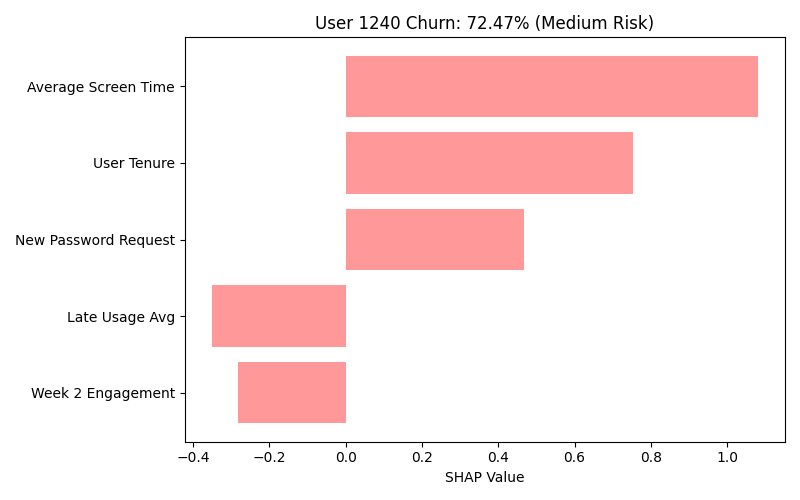 User 1240 Churn: 72.47% (Medium Risk)
Average Screen Time
User Tenure
New Password Request
Late Usage Avg
Week 2 Engagement
−0.4 −0.2 0.0 0.2 0.4 0.6 0.8 1.0
SHAP Value